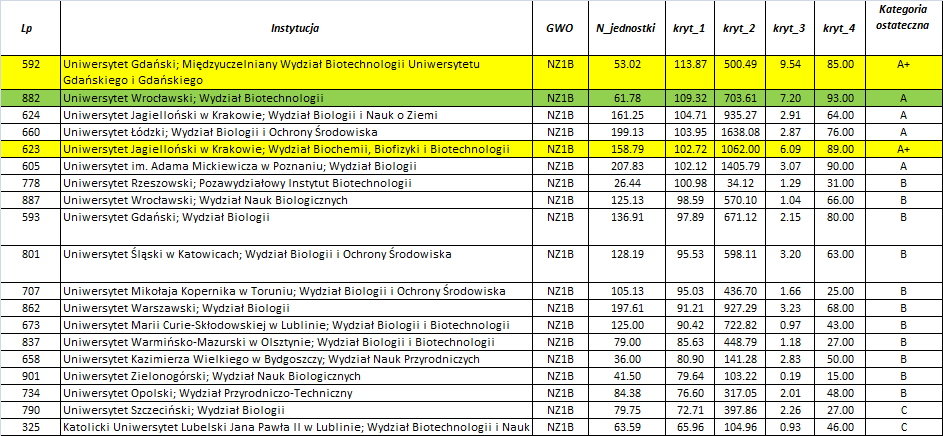 Lp Instytucja GWO N_jednostki kryt_1 kryt_2 kryt_3 kryt_4 Kategoria ostateczna
592 Uniwersytet Gdański; Międzyuczelniany Wydział Biotechnologii Uniwersytetu Gdańskiego i Gdańskiego NZ1B 53.02 113.87 500.49 9.54 85.00 A+
882 Uniwersytet Wrocławski; Wydział Biotechnologii NZ1B 61.78 109.32 703.61 7.20 93.00 A
624 Uniwersytet Jagielloński w Krakowie; Wydział Biologii i Nauk o Ziemi NZ1B 161.25 104.71 935.27 2.91 64.00 A
660 Uniwersytet Łódzki; Wydział Biologii i Ochrony Środowiska NZ1B 199.13 103.95 1638.08 2.87 76.00 A
623 Uniwersytet Jagielloński w Krakowie; Wydział Biochemii, Biofizyki i Biotechnologii NZ1B 158.79 102.72 1062.00 6.09 89.00 A+
605 Uniwersytet im. Adama Mickiewicza w Poznaniu; Wydział Biologii NZ1B 207.83 102.12 1405.79 3.07 90.00 A
778 Uniwersytet Rzeszowski; Pozawydziałowy Instytut Biotechnologii NZ1B 26.44 100.98 34.12 1.29 31.00 B
887 Uniwersytet Wrocławski; Wydział Nauk Biologicznych NZ1B 125.13 98.59 570.10 1.04 66.00 B
593 Uniwersytet Gdański; Wydział Biologii NZ1B 136.91 97.89 671.12 2.15 80.00 B
801 Uniwersytet Śląski w Katowicach; Wydział Biologii i Ochrony Środowiska NZ1B 128.19 95.53 598.11 3.20 63.00 B
707 Uniwersytet Mikołaja Kopernika w Toruniu; Wydział Biologii i Ochrony Środowiska NZ1B 105.13 95.03 436.70 1.66 25.00 B
862 Uniwersytet Warszawski; Wydział Biologii NZ1B 197.61 91.21 927.29 3.23 68.00 B
673 Uniwersytet Marii Curie-Skłodowskiej w Lublinie; Wydział Biologii i Biotechnologii NZ1B 125.00 90.42 722.82 0.97 43.00 B
837 Uniwersytet Warmińsko-Mazurski w Olsztynie; Wydział Biologii i Biotechnologii NZ1B 79.00 85.63 448.79 1.18 27.00 B
658 Uniwersytet Kazimierza Wielkiego w Bydgoszczy; Wydział Nauk Przyrodniczych NZ1B 36.00 80.90 141.28 2.83 50.00 B
901 Uniwersytet Zielonogórski; Wydział Nauk Biologicznych NZ1B 41.50 79.64 103.22 0.19 15.00 B
734 Uniwersytet Opolski; Wydział Przyrodniczo-Techniczny NZ1B 84.38 76.60 317.05 2.01 48.00 B
790 Uniwersytet Szczeciński; Wydział Biologii NZ1B 79.75 72.71 397.86 2.26 27.00 C
325 Katolicki Uniwersytet Lubelski Jana Pawła II w Lublinie; Wydział Biotechnologii i Nauk NZ1B 63.59 65.96 104.96 0.93 46.00 C